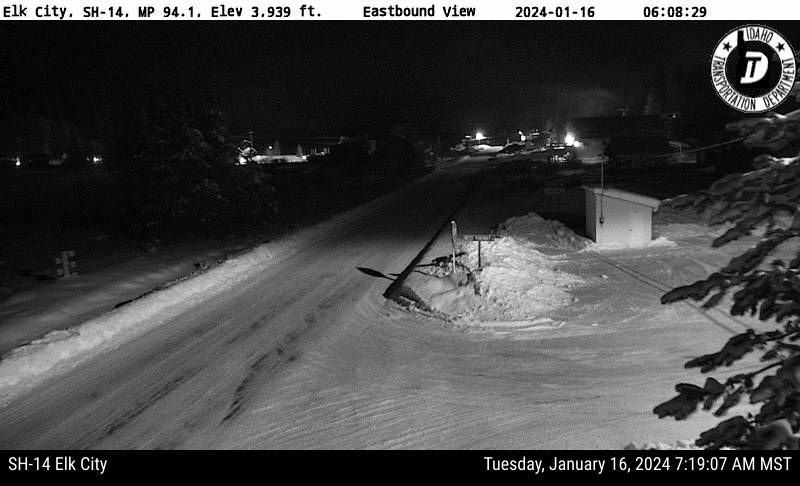 Elk City, SH-14, MP 94.1, Elev 3,939 ft. Eastbound View 2024-01-16 06:08:29
IDAHO
TRANSPORTATION DEPARTMENT
SH-14 Elk City Tuesday, January 16, 2024 7:19:07 AM MST